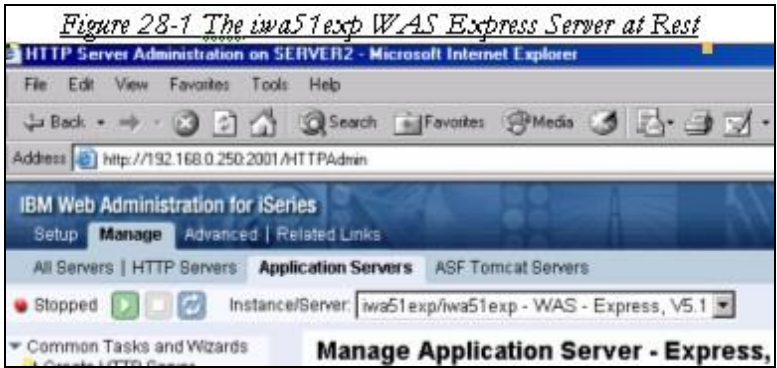 Figure 28-1 The iwa51exp WAS Express Server at Rest
HTTP Server Administration on SERVER2 - Microsoft Internet Explorer
File Edit View Favorites Tools Help
Back Search Favorites Media
Address http://192.168.0.250:2001/HTTPAdmin
IBM Web Administration for iSeries
Setup Manage Advanced | Related Links
All Servers | HTTP Servers Application Servers ASF Tomcat Servers
Stopped Instance/Server: iwa51exp/iwa51exp - WAS - Express, V5.1
Common Tasks and Wizards Manage Application Server - Express,
Create HTTP Server